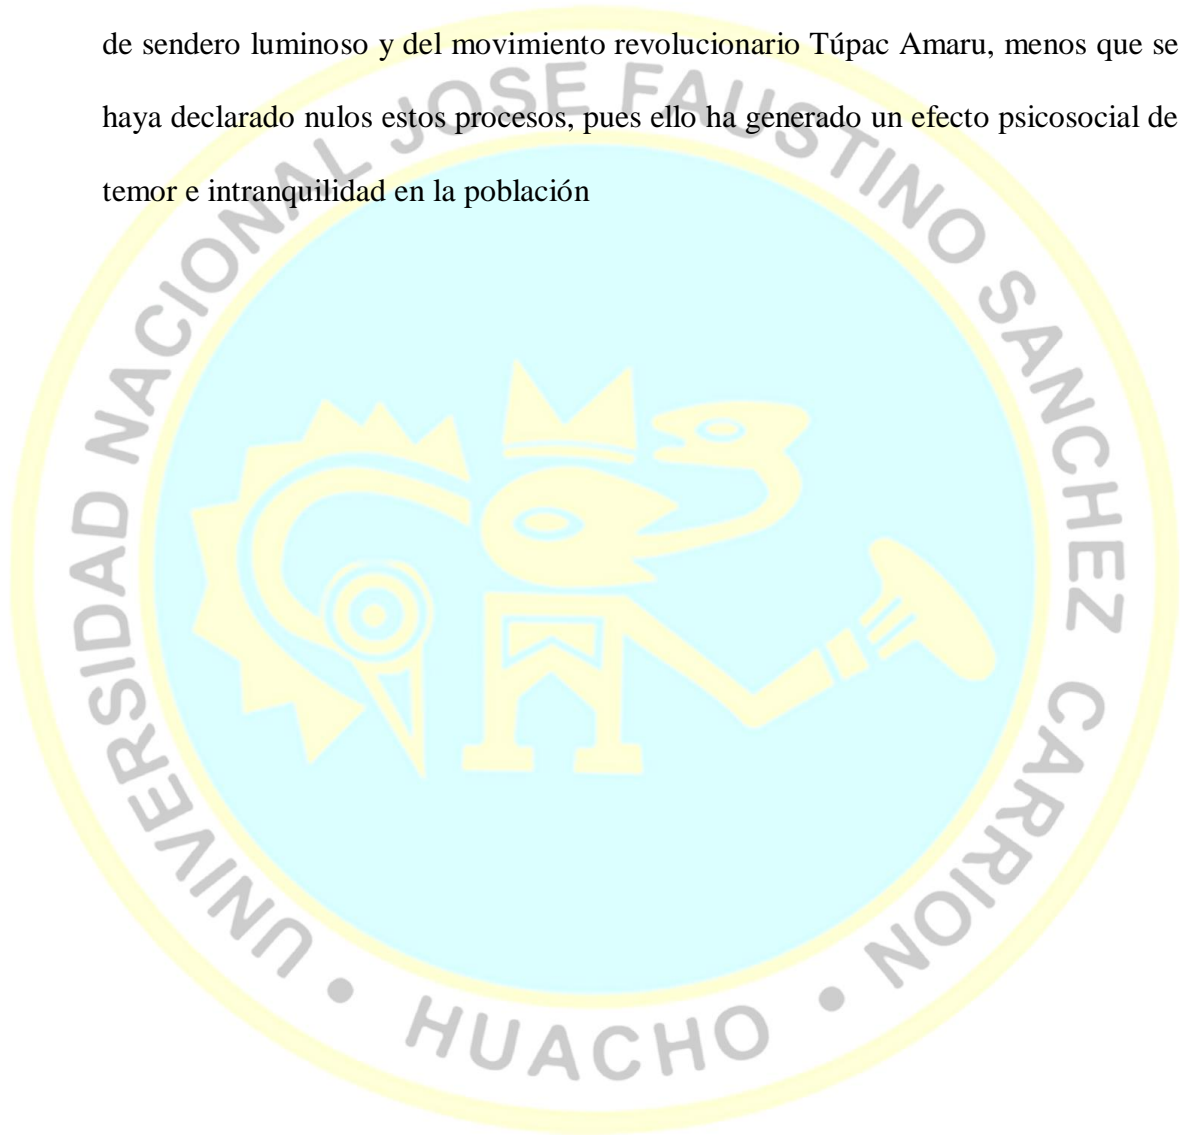 de sendero luminoso y del movimiento revolucionario Túpac Amaru, menos que se
haya declarado nulos estos procesos, pues ello ha generado un efecto psicosocial de
temor e intranquilidad en la población
UNIVERSIDAD NACIONAL JOSE FAUSTINO SANCHEZ CARRION • HUACHO •